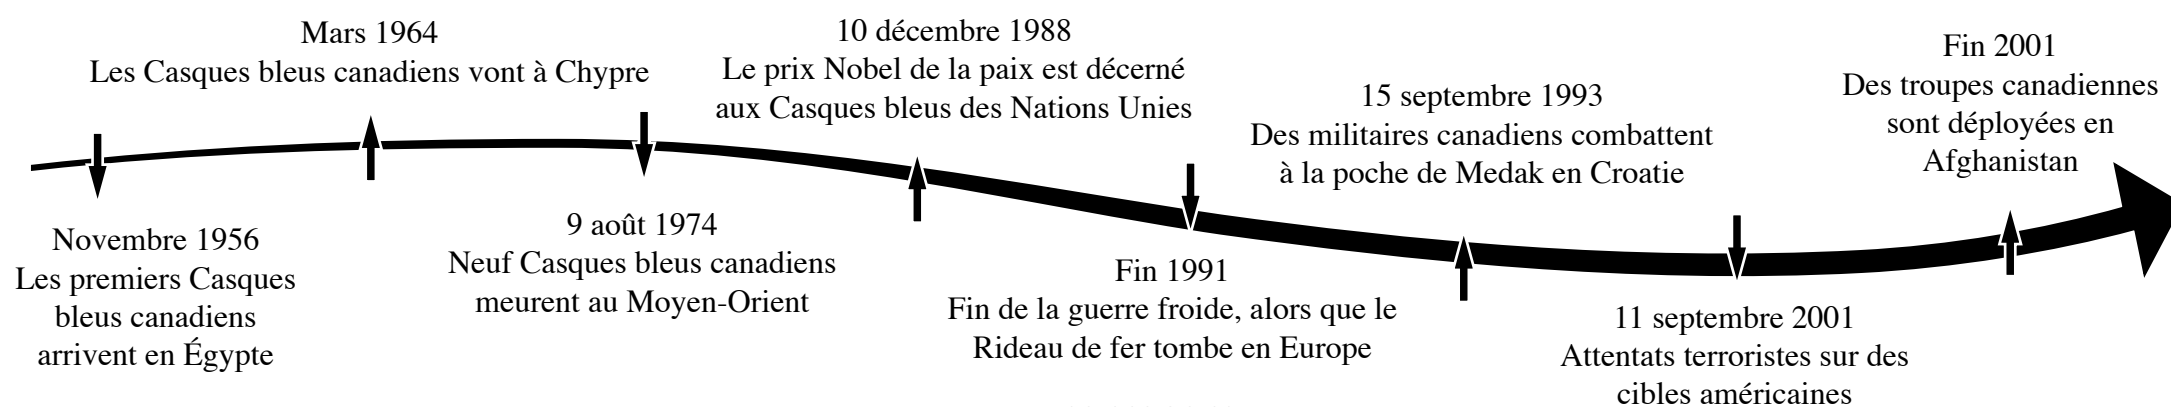 Novembre 1956
Les premiers Casques
bleus canadiens
arrivent en Égypte
Mars 1964
Les Casques bleus canadiens vont à Chypre
9 août 1974
Neuf Casques bleus canadiens
meurent au Moyen-Orient
10 décembre 1988
Le prix Nobel de la paix est décerné
aux Casques bleus des Nations Unies
Fin 1991
Fin de la guerre froide, alors que le
Rideau de fer tombe en Europe
15 septembre 1993
Des militaires canadiens combattent
à la poche de Medak en Croatie
11 septembre 2001
Attentats terroristes sur des
cibles américaines
Fin 2001
Des troupes canadiennes
sont déployées en
Afghanistan